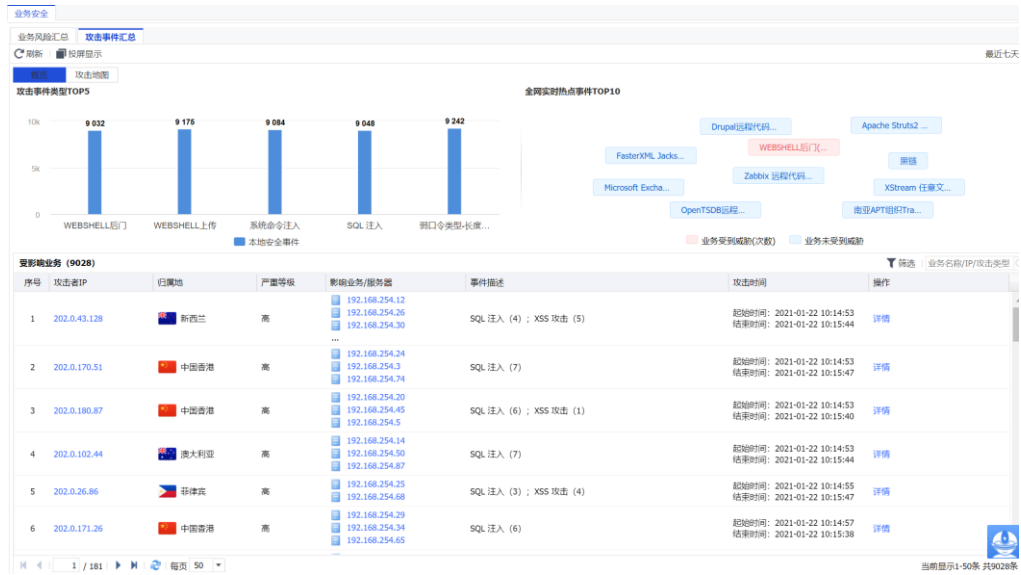 业务安全
业务风险汇总 攻击事件汇总
刷新 投屏显示 最近七天
概览 攻击地图
攻击事件类型TOP5 全网实时热点事件TOP10
10k 5k 0
9 032 9 176 9 084 9 048 9 242
WEBSHELL后门 WEBSHELL上传 系统命令注入 SQL 注入 弱口令类型-长度...
本地安全事件
Drupal远程代码... Apache Struts2 ...
WEBSHELL后门(...
FasterXML Jacks... 黑链
Zabbix 远程代码...
Microsoft Excha... XStream 任意文...
OpenTSDB远程... 南亚APT组织Tra...
业务受到威胁(次数) 业务未受到威胁
受影响业务（9028） 筛选 业务名称/IP/攻击类型
序号 攻击者IP 归属地 严重等级 影响业务/服务器 事件描述 攻击时间 操作
1 202.0.43.128 新西兰 高 192.168.254.12 192.168.254.26 192.168.254.30 ... SQL 注入（4）; XSS 攻击（5） 起始时间：2021-01-22 10:14:53 结束时间：2021-01-22 10:15:44 详情
2 202.0.170.51 中国香港 高 192.168.254.24 192.168.254.3 192.168.254.74 SQL 注入（7） 起始时间：2021-01-22 10:14:53 结束时间：2021-01-22 10:15:47 详情
3 202.0.180.87 中国香港 高 192.168.254.20 192.168.254.45 192.168.254.5 SQL 注入（6）; XSS 攻击（1） 起始时间：2021-01-22 10:14:53 结束时间：2021-01-22 10:15:40 详情
4 202.0.102.44 澳大利亚 高 192.168.254.14 192.168.254.50 192.168.254.87 SQL 注入（7） 起始时间：2021-01-22 10:14:53 结束时间：2021-01-22 10:15:44 详情
5 202.0.26.86 菲律宾 高 192.168.254.25 192.168.254.68 SQL 注入（3）; XSS 攻击（4） 起始时间：2021-01-22 10:14:55 结束时间：2021-01-22 10:15:47 详情
6 202.0.171.26 中国香港 高 192.168.254.29 192.168.254.34 192.168.254.65 SQL 注入（6） 起始时间：2021-01-22 10:14:57 结束时间：2021-01-22 10:15:38 详情
1 / 181 每页 50 当前显示1-50条 共9028条